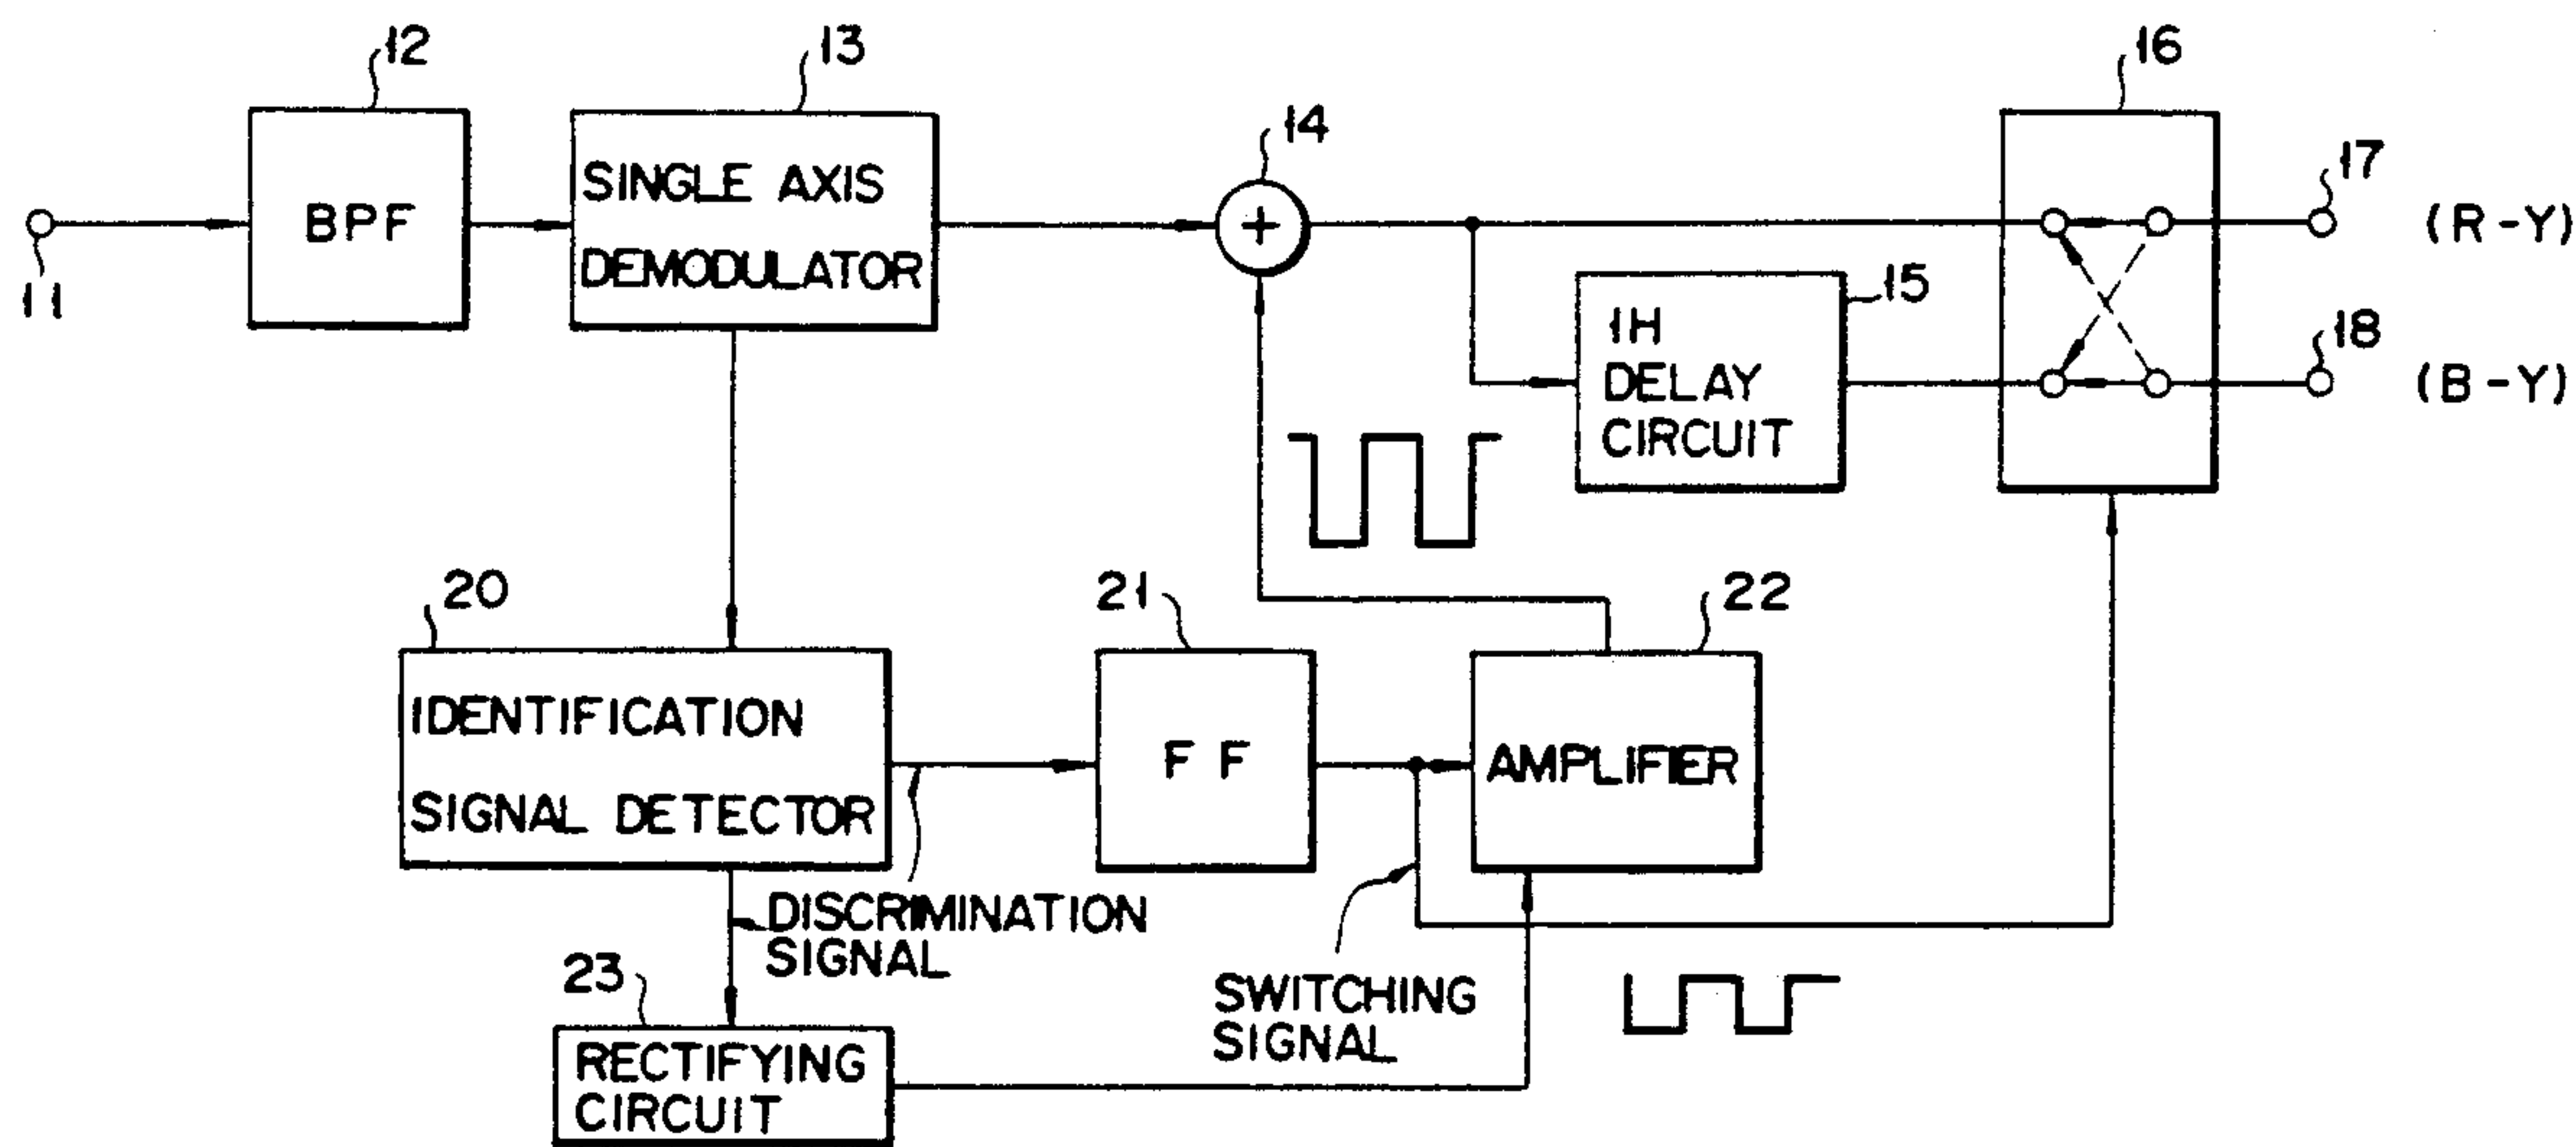 12
13
14
16
17
(R-Y)
11
BPF
SINGLE AXIS
DEMODULATOR
15
1H
DELAY
CIRCUIT
18
(B-Y)
20
21
22
IDENTIFICATION
SIGNAL DETECTOR
FF
AMPLIFIER
DISCRIMINATION
SIGNAL
23
SWITCHING
SIGNAL
RECTIFYING
CIRCUIT